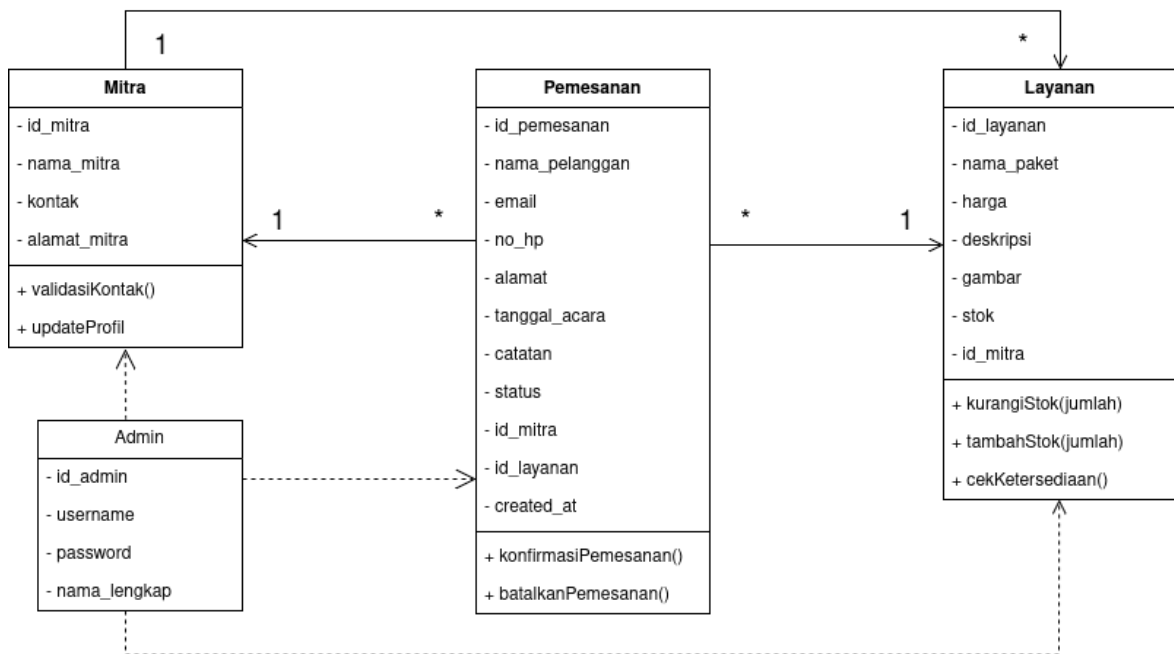 1
*
Mitra
- id_mitra
- nama_mitra
- kontak
- alamat_mitra
+ validasiKontak()
+ updateProfil
1
*
Pemesanan
- id_pemesanan
- nama_pelanggan
- email
- no_hp
- alamat
- tanggal_acara
- catatan
- status
- id_mitra
- id_layanan
- created_at
+ konfirmasiPemesanan()
+ batalkanPemesanan()
*
1
Layanan
- id_layanan
- nama_paket
- harga
- deskripsi
- gambar
- stok
- id_mitra
+ kurangiStok(jumlah)
+ tambahStok(jumlah)
+ cekKetersediaan()
Admin
- id_admin
- username
- password
- nama_lengkap